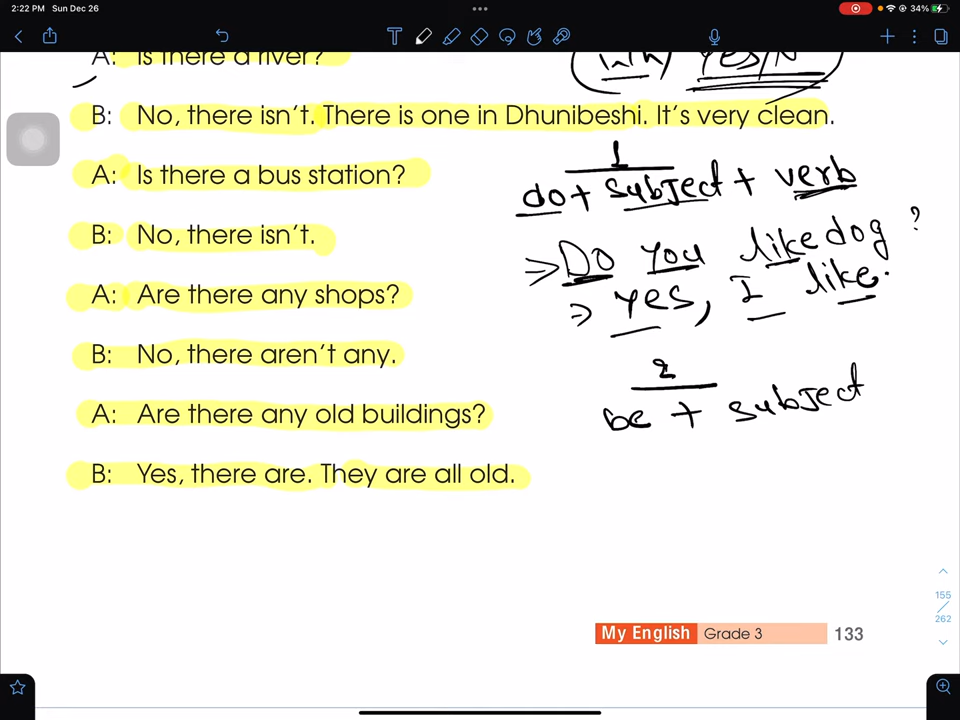 2:22 PM Sun Dec 26
34%
A: Is there a river?
Yes/N
B: No, there isn't. There is one in Dhunibeshi. It's very clean.
1
A: Is there a bus station?
do + subject + verb
B: No, there isn't.
⇒ Do you like dog ?
A: Are there any shops?
⇒ yes, I like.
B: No, there aren't any.
2
A: Are there any old buildings?
be + subject
B: Yes, there are. They are all old.
155
/
262
My English Grade 3 133